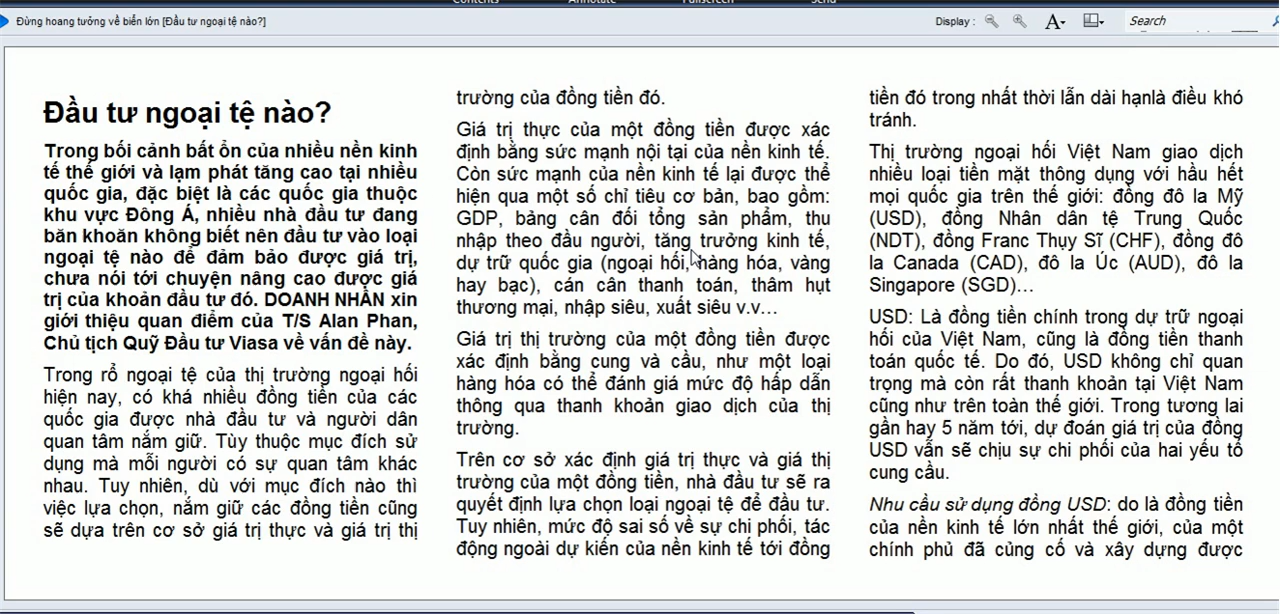 Contents Annotate Fullscreen Send
Đừng hoang tưởng về biển lớn [Đầu tư ngoại tệ nào?]
Display :
A
Search
Đầu tư ngoại tệ nào?
Trong bối cảnh bất ổn của nhiều nền kinh
tế thế giới và lạm phát tăng cao tại nhiều
quốc gia, đặc biệt là các quốc gia thuộc
khu vực Đông Á, nhiều nhà đầu tư đang
băn khoăn không biết nên đầu tư vào loại
ngoại tệ nào để đảm bảo được giá trị,
chưa nói tới chuyện nâng cao được giá
trị của khoản đầu tư đó. DOANH NHÂN xin
giới thiệu quan điểm của T/S Alan Phan,
Chủ tịch Quỹ Đầu tư Viasa về vấn đề này.
Trong rổ ngoại tệ của thị trường ngoại hối
hiện nay, có khá nhiều đồng tiền của các
quốc gia được nhà đầu tư và người dân
quan tâm nắm giữ. Tùy thuộc mục đích sử
dụng mà mỗi người có sự quan tâm khác
nhau. Tuy nhiên, dù với mục đích nào thì
việc lựa chọn, nắm giữ các đồng tiền cũng
sẽ dựa trên cơ sở giá trị thực và giá trị thị
trường của đồng tiền đó.
Giá trị thực của một đồng tiền được xác
định bằng sức mạnh nội tại của nền kinh tế.
Còn sức mạnh của nền kinh tế lại được thể
hiện qua một số chỉ tiêu cơ bản, bao gồm:
GDP, bảng cân đối tổng sản phẩm, thu
nhập theo đầu người, tăng trưởng kinh tế,
dự trữ quốc gia (ngoại hối, hàng hóa, vàng
hay bạc), cán cân thanh toán, thâm hụt
thương mại, nhập siêu, xuất siêu v.v…
Giá trị thị trường của một đồng tiền được
xác định bằng cung và cầu, như một loại
hàng hóa có thể đánh giá mức độ hấp dẫn
thông qua thanh khoản giao dịch của thị
trường.
Trên cơ sở xác định giá trị thực và giá thị
trường của một đồng tiền, nhà đầu tư sẽ ra
quyết định lựa chọn loại ngoại tệ để đầu tư.
Tuy nhiên, mức độ sai số về sự chi phối, tác
động ngoài dự kiến của nền kinh tế tới đồng
tiền đó trong nhất thời lẫn dài hạnlà điều khó
tránh.
Thị trường ngoại hối Việt Nam giao dịch
nhiều loại tiền mặt thông dụng với hầu hết
mọi quốc gia trên thế giới: đồng đô la Mỹ
(USD), đồng Nhân dân tệ Trung Quốc
(NDT), đồng Franc Thụy Sĩ (CHF), đồng đô
la Canada (CAD), đô la Úc (AUD), đô la
Singapore (SGD)…
USD: Là đồng tiền chính trong dự trữ ngoại
hối của Việt Nam, cũng là đồng tiền thanh
toán quốc tế. Do đó, USD không chỉ quan
trọng mà còn rất thanh khoản tại Việt Nam
cũng như trên toàn thế giới. Trong tương lai
gần hay 5 năm tới, dự đoán giá trị của đồng
USD vẫn sẽ chịu sự chi phối của hai yếu tố
cung cầu.
Nhu cầu sử dụng đồng USD: do là đồng tiền
của nền kinh tế lớn nhất thế giới, của một
chính phủ đã củng cố và xây dựng được